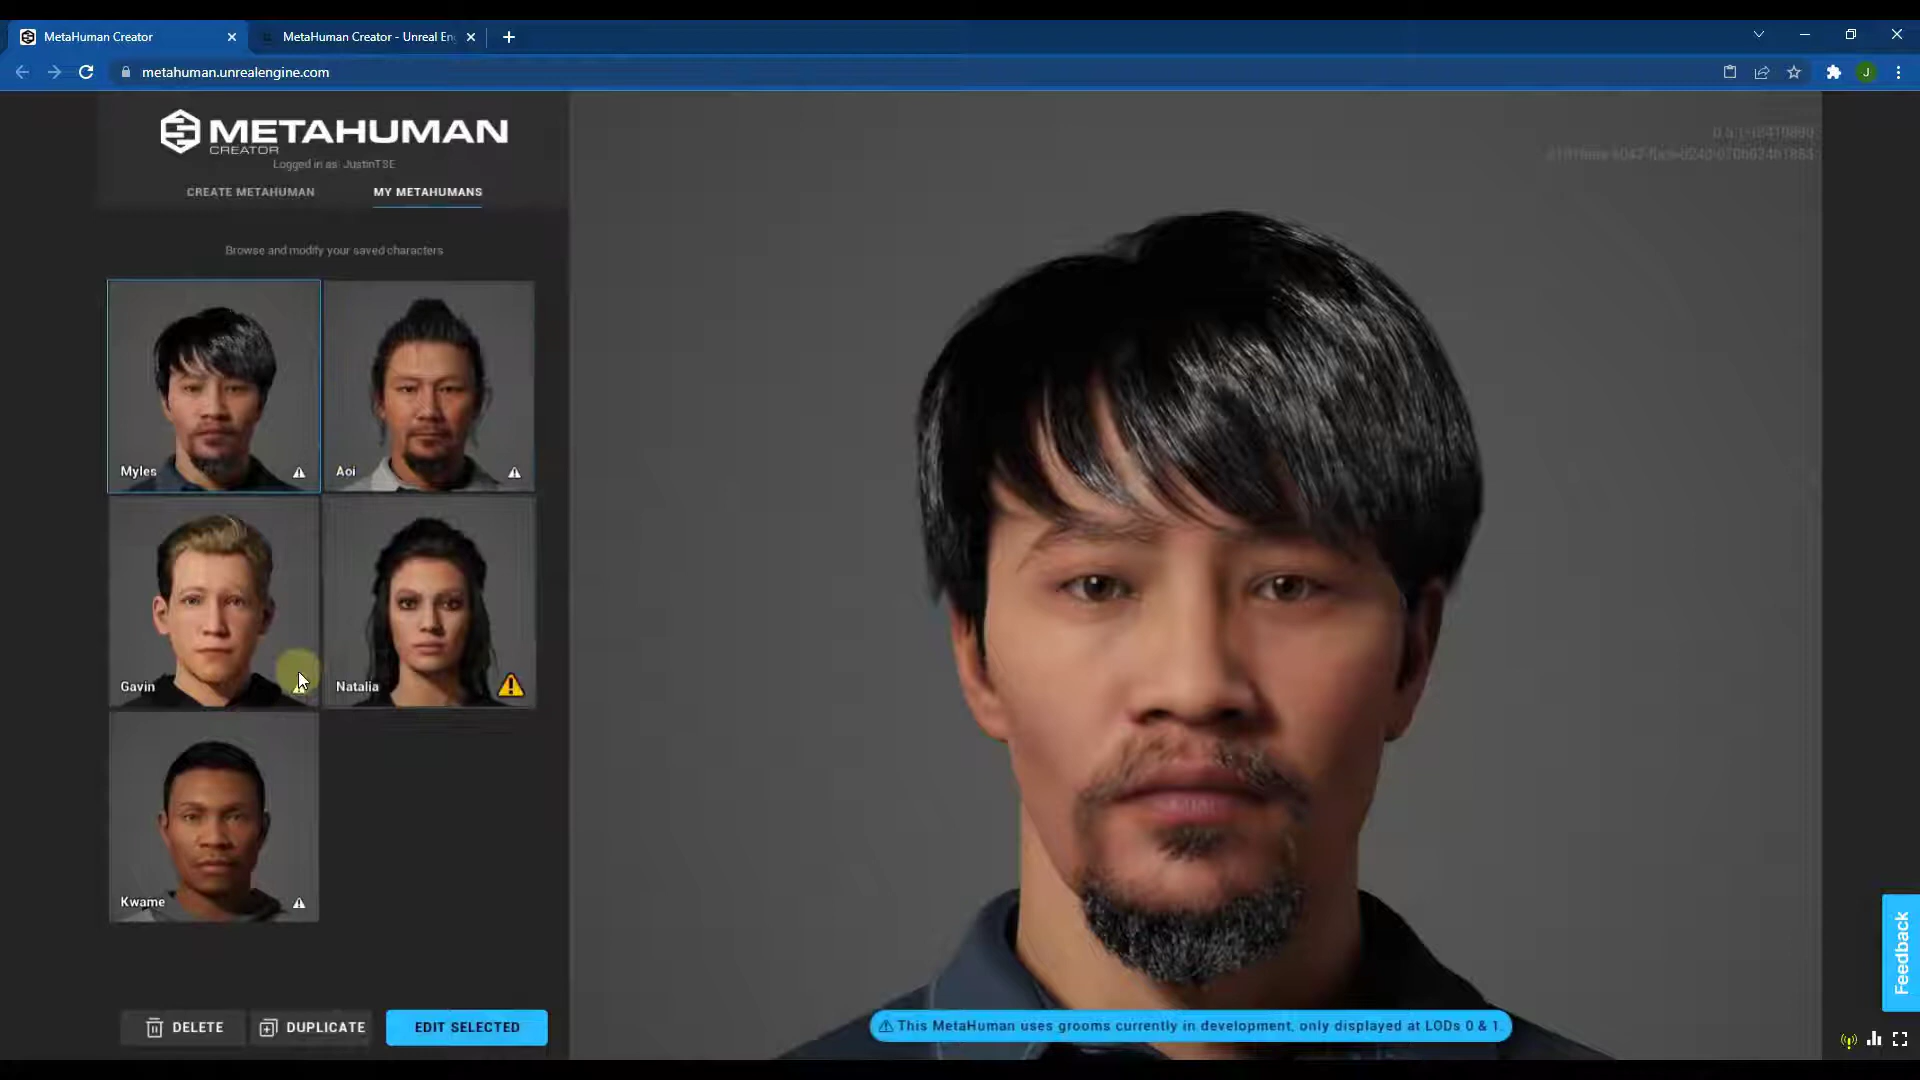 MetaHuman Creator
MetaHuman Creator - Unreal En
metahuman.unrealengine.com
J
METAHUMAN
CREATOR
Logged in as: JustinTSE
CREATE METAHUMAN
MY METAHUMANS
Browse and modify your saved characters
Myles
Aoi
Gavin
Natalia
Kwame
DELETE
DUPLICATE
EDIT SELECTED
This MetaHuman uses grooms currently in development, only displayed at LODs 0 & 1.
Feedback